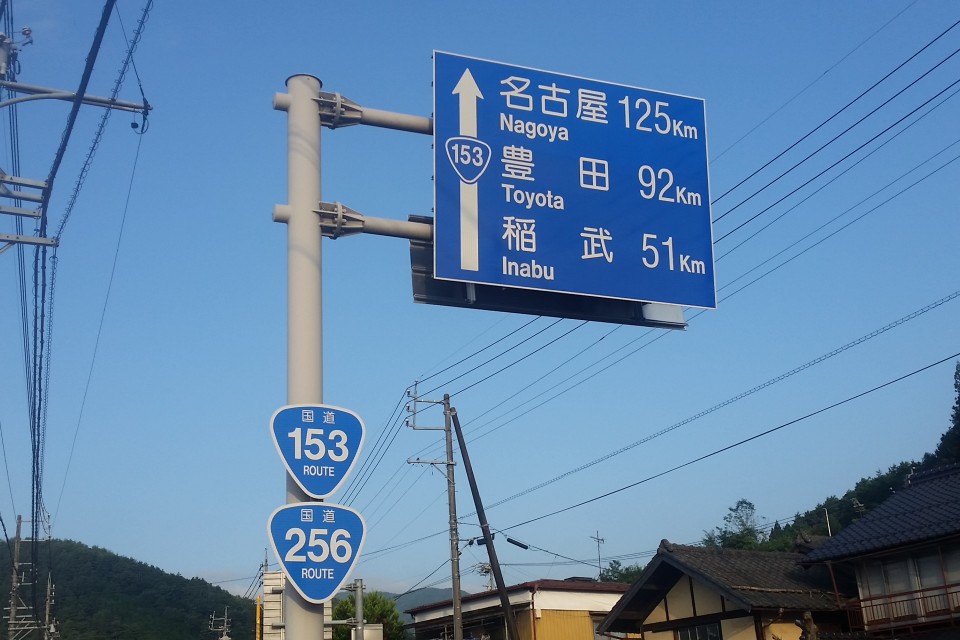 名古屋 125Km
Nagoya
153
豊田 92Km
Toyota
稲武 51Km
Inabu
国道
153
ROUTE
国道
256
ROUTE